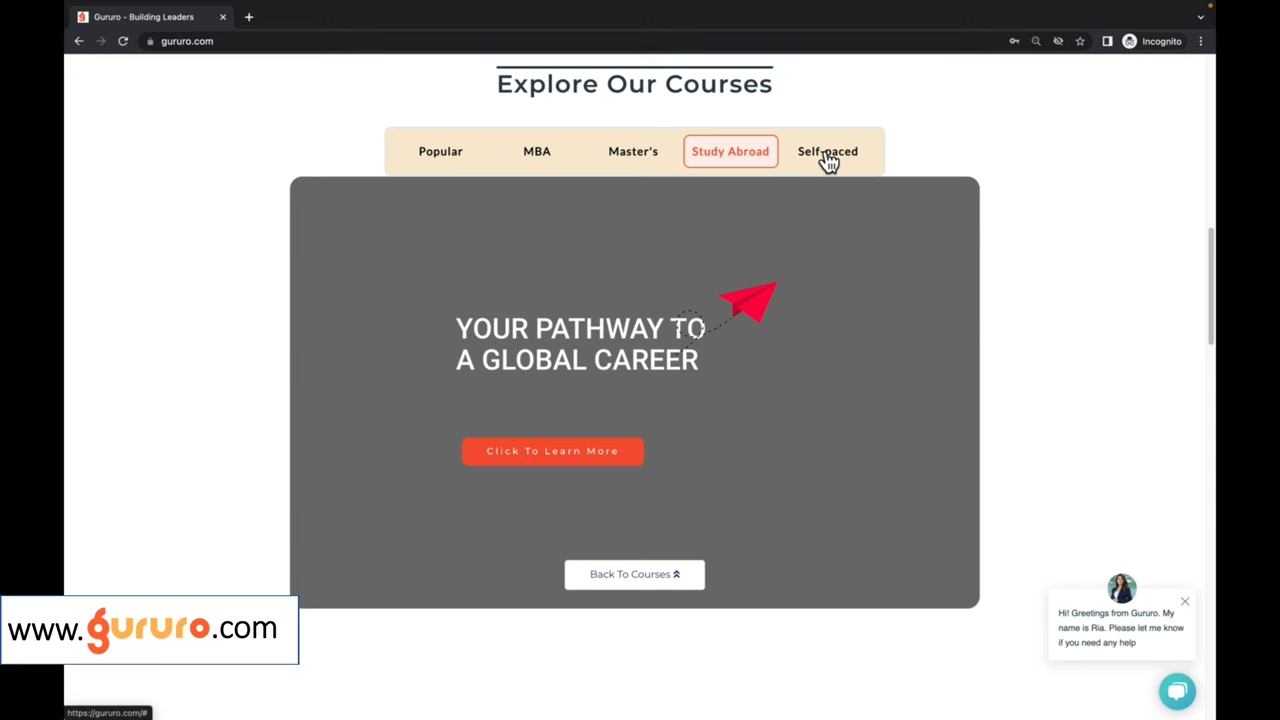 Gururo - Building Leaders
gururo.com
Incognito
Explore Our Courses
Popular
MBA
Master's
Study Abroad
Self-paced
YOUR PATHWAY TO
A GLOBAL CAREER
Click To Learn More
Back To Courses
www.gururo.com
Hi! Greetings from Gururo. My
name is Ria. Please let me know
if you need any help
https://gururo.com/#